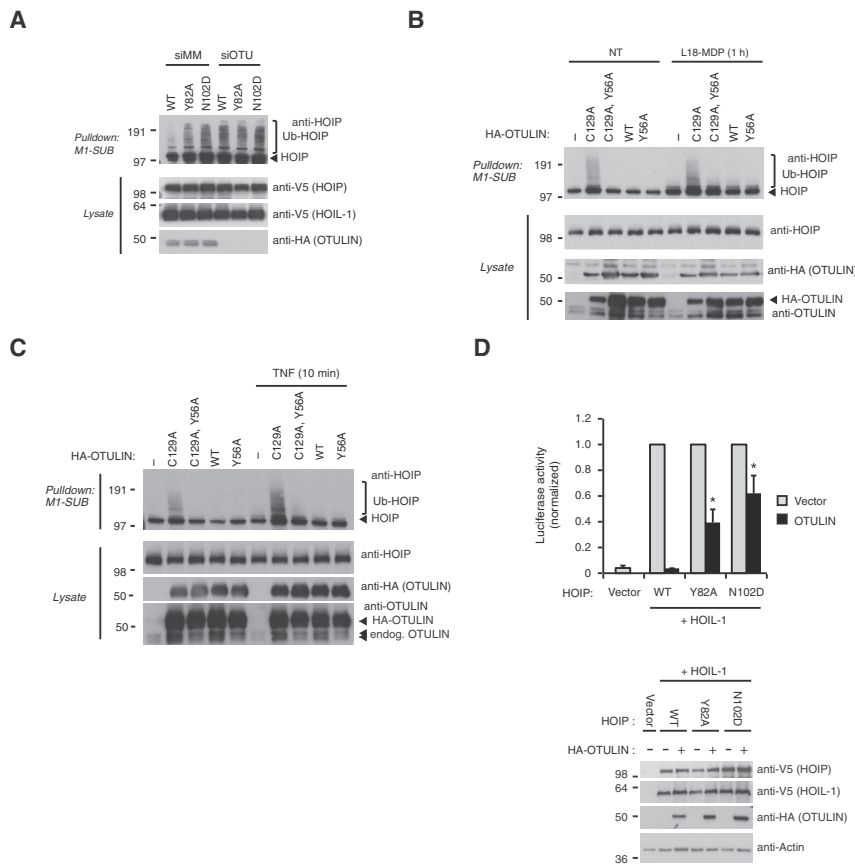 A
siMM siOTU
WT Y82A N102D WT Y82A N102D
Pulldown: M1-SUB
191
97
anti-HOIP
Ub-HOIP
HOIP
Lysate
98
anti-V5 (HOIP)
64
anti-V5 (HOIL-1)
50
anti-HA (OTULIN)
B
NT L18-MDP (1 h)
HA-OTULIN: – C129A C129A, Y56A WT Y56A – C129A C129A, Y56A WT Y56A
Pulldown: M1-SUB
191
97
anti-HOIP
Ub-HOIP
HOIP
Lysate
98
anti-HOIP
50
anti-HA (OTULIN)
50
HA-OTULIN
anti-OTULIN
C
TNF (10 min)
HA-OTULIN: – C129A C129A, Y56A WT Y56A – C129A C129A, Y56A WT Y56A
Pulldown: M1-SUB
191
97
anti-HOIP
Ub-HOIP
HOIP
Lysate
98
anti-HOIP
50
anti-HA (OTULIN)
50
anti-OTULIN
HA-OTULIN
endog. OTULIN
D
Luciferase activity
(normalized)
1.2
1.0
0.8
0.6
0.4
0.2
0
* *
Vector
OTULIN
HOIP: Vector WT Y82A N102D
+ HOIL-1
+ HOIL-1
HOIP : Vector WT Y82A N102D
HA-OTULIN : – – + – + – +
98
anti-V5 (HOIP)
64
anti-V5 (HOIL-1)
50
anti-HA (OTULIN)
36
anti-Actin